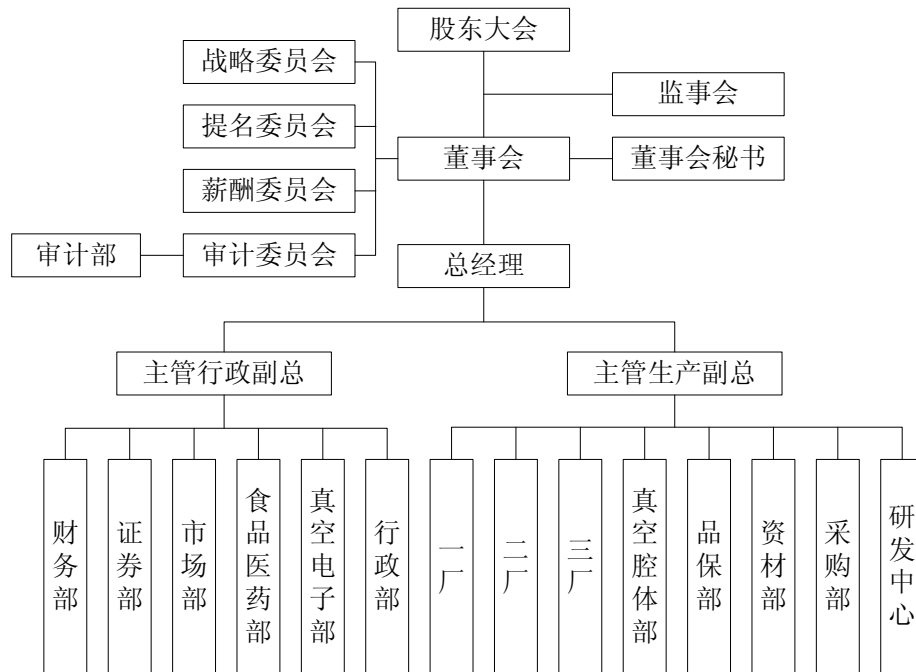 股东大会
战略委员会
监事会
提名委员会
董事会
董事会秘书
薪酬委员会
审计部
审计委员会
总经理
主管行政副总
主管生产副总
财务部
证券部
市场部
食品医药部
真空电子部
行政部
一厂
二厂
三厂
真空腔体部
品保部
资材部
采购部
研发中心